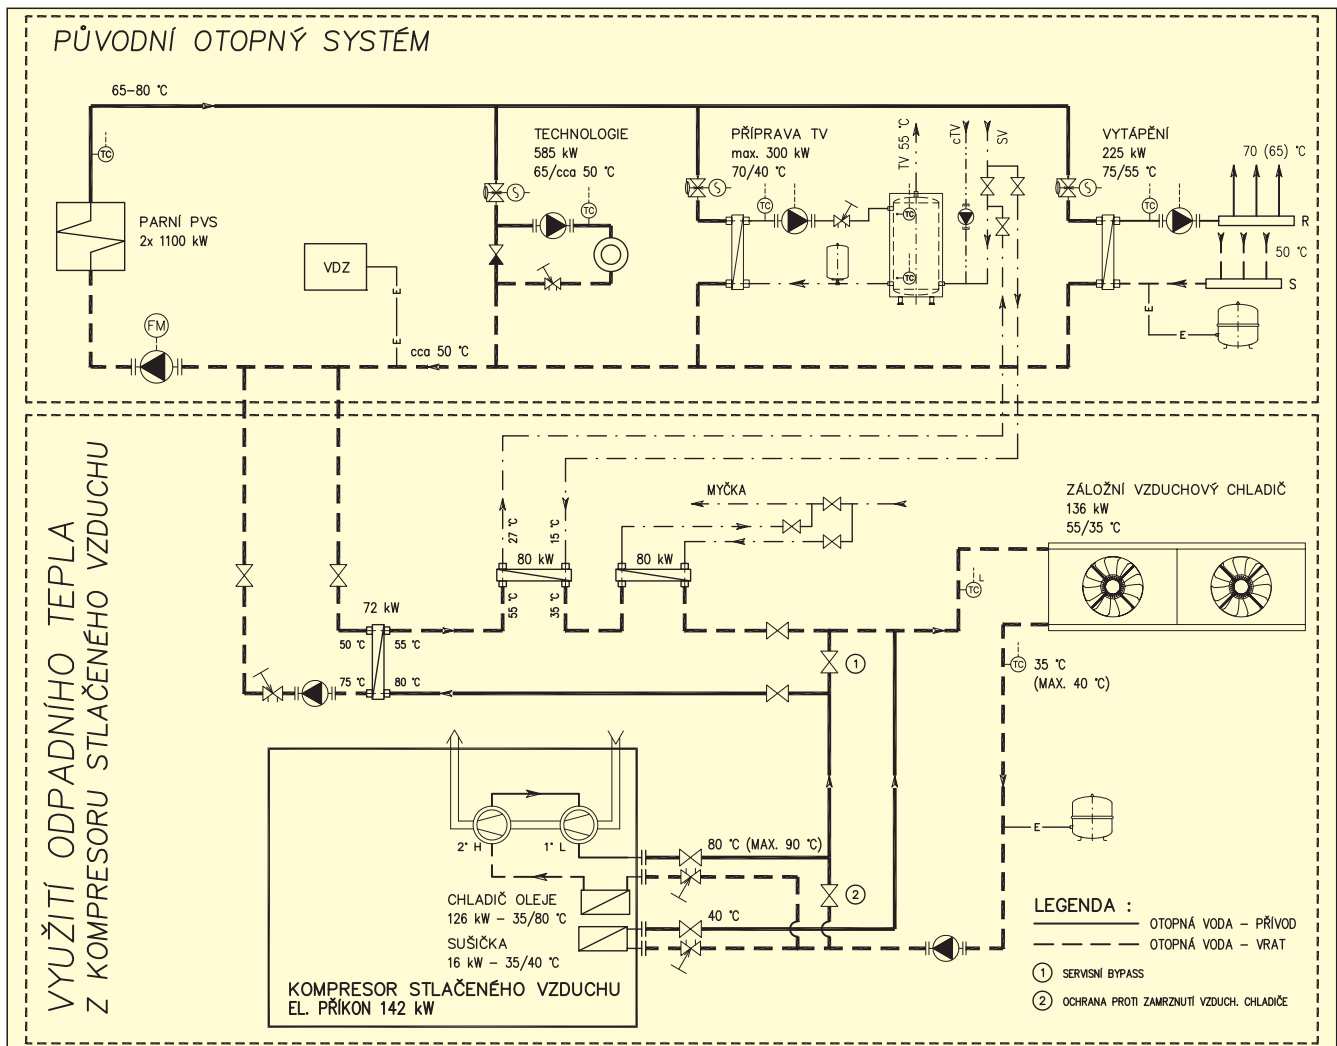 PŮVODNÍ OTOPNÝ SYSTÉM
65-80 °C
TC
PARNÍ PVS
2x 1100 kW
VDZ
E
E
FM
cca 50 °C
TECHNOLOGIE
585 kW
65/cca 50 °C
S
TC
PŘÍPRAVA TV
max. 300 kW
70/40 °C
S
TC
TV 55 °C
cTV
SV
TC
TC
VYTÁPĚNÍ
225 kW
75/55 °C
S
TC
70 (65) °C
R
50 °C
S
E
E
VYUŽITÍ ODPADNÍHO TEPLA
Z KOMPRESORU STLAČENÉHO VZDUCHU
72 kW
50 °C
55 °C
75 °C
80 °C
27 °C
15 °C
80 kW
55 °C
35 °C
MYČKA
80 kW
1
ZÁLOŽNÍ VZDUCHOVÝ CHLADIČ
136 kW
55/35 °C
TC
L
TC
35 °C
(MAX. 40 °C)
E
2° H
1° L
80 °C (MAX. 90 °C)
2
CHLADIČ OLEJE
126 kW - 35/80 °C
40 °C
SUŠIČKA
16 kW - 35/40 °C
KOMPRESOR STLAČENÉHO VZDUCHU
EL. PŘÍKON 142 kW
LEGENDA :
OTOPNÁ VODA - PŘÍVOD
OTOPNÁ VODA - VRAT
1 SERVISNÍ BYPASS
2 OCHRANA PROTI ZAMRZNUTÍ VZDUCH. CHLADIČE